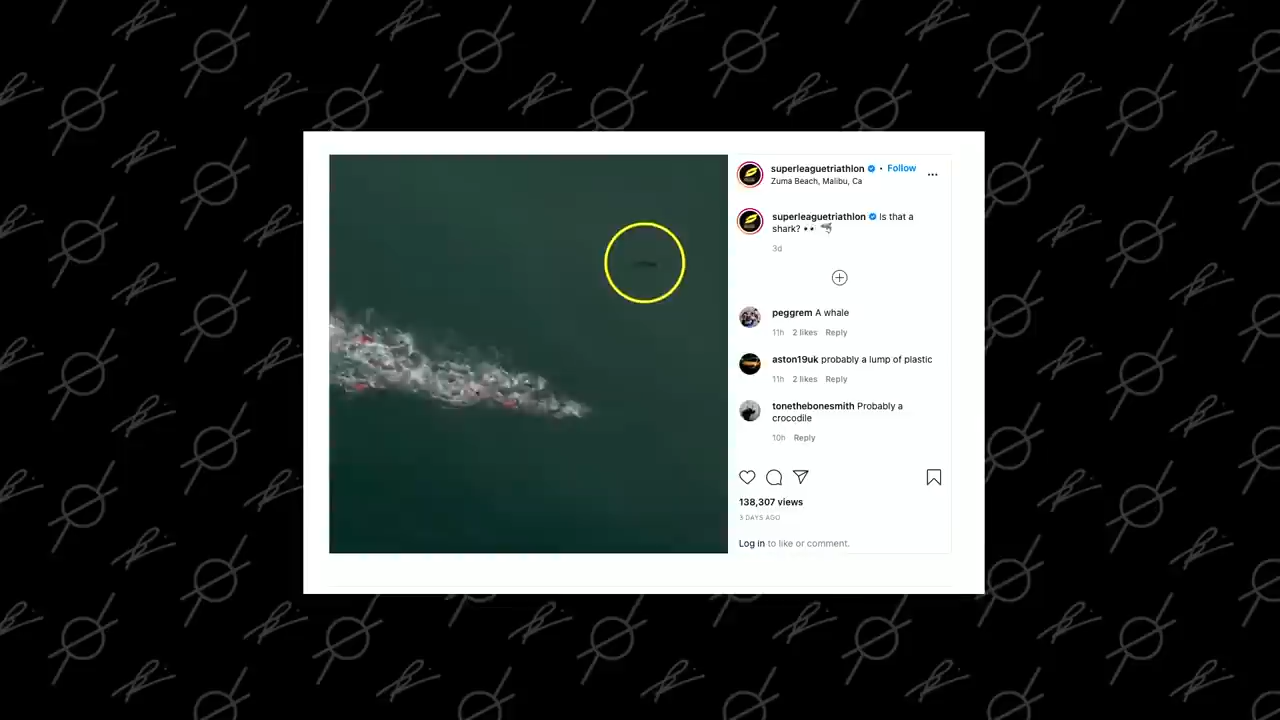 superleaguetriathlon • Follow
Zuma Beach, Malibu, Ca
superleaguetriathlon Is that a
shark? 👀 🦈
3d
peggrem A whale
11h 2 likes Reply
aston19uk probably a lump of plastic
11h 2 likes Reply
tonethebonesmith Probably a
crocodile
10h Reply
138,307 views
3 DAYS AGO
Log in to like or comment.